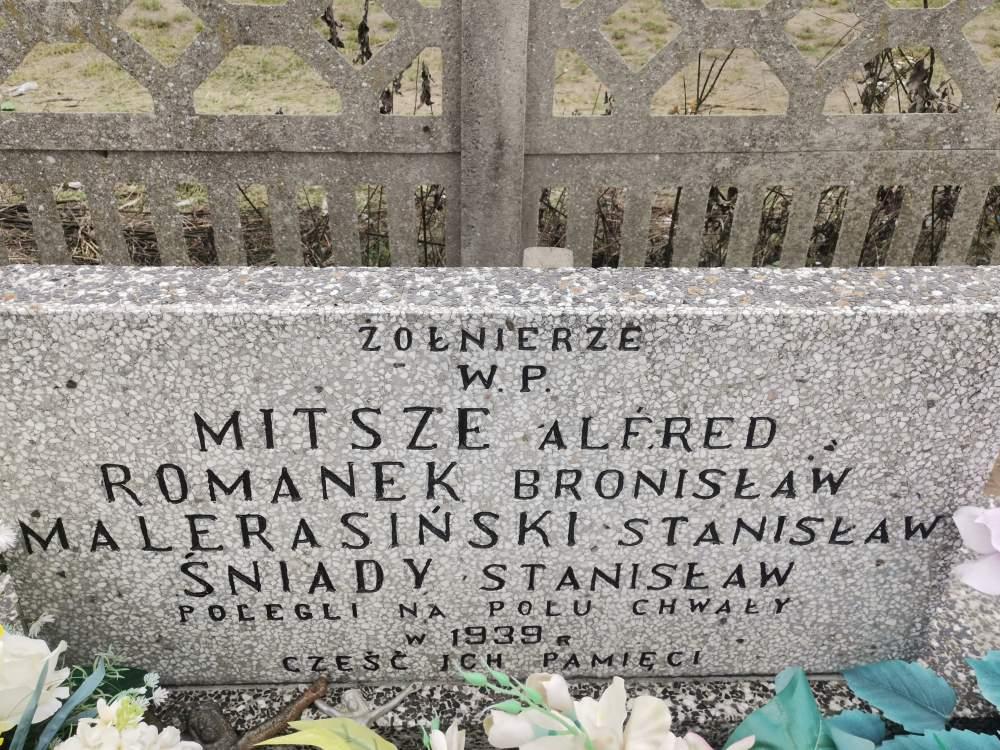 ŻOŁNIERZE
W. P.
MITSZE ALFRED
ROMANEK BRONISŁAW
MALERASIŃSKI STANISŁAW
ŚNIADY STANISŁAW
POLEGLI NA POLU CHWAŁY
W 1939 R
CZEŚĆ ICH PAMIĘCI